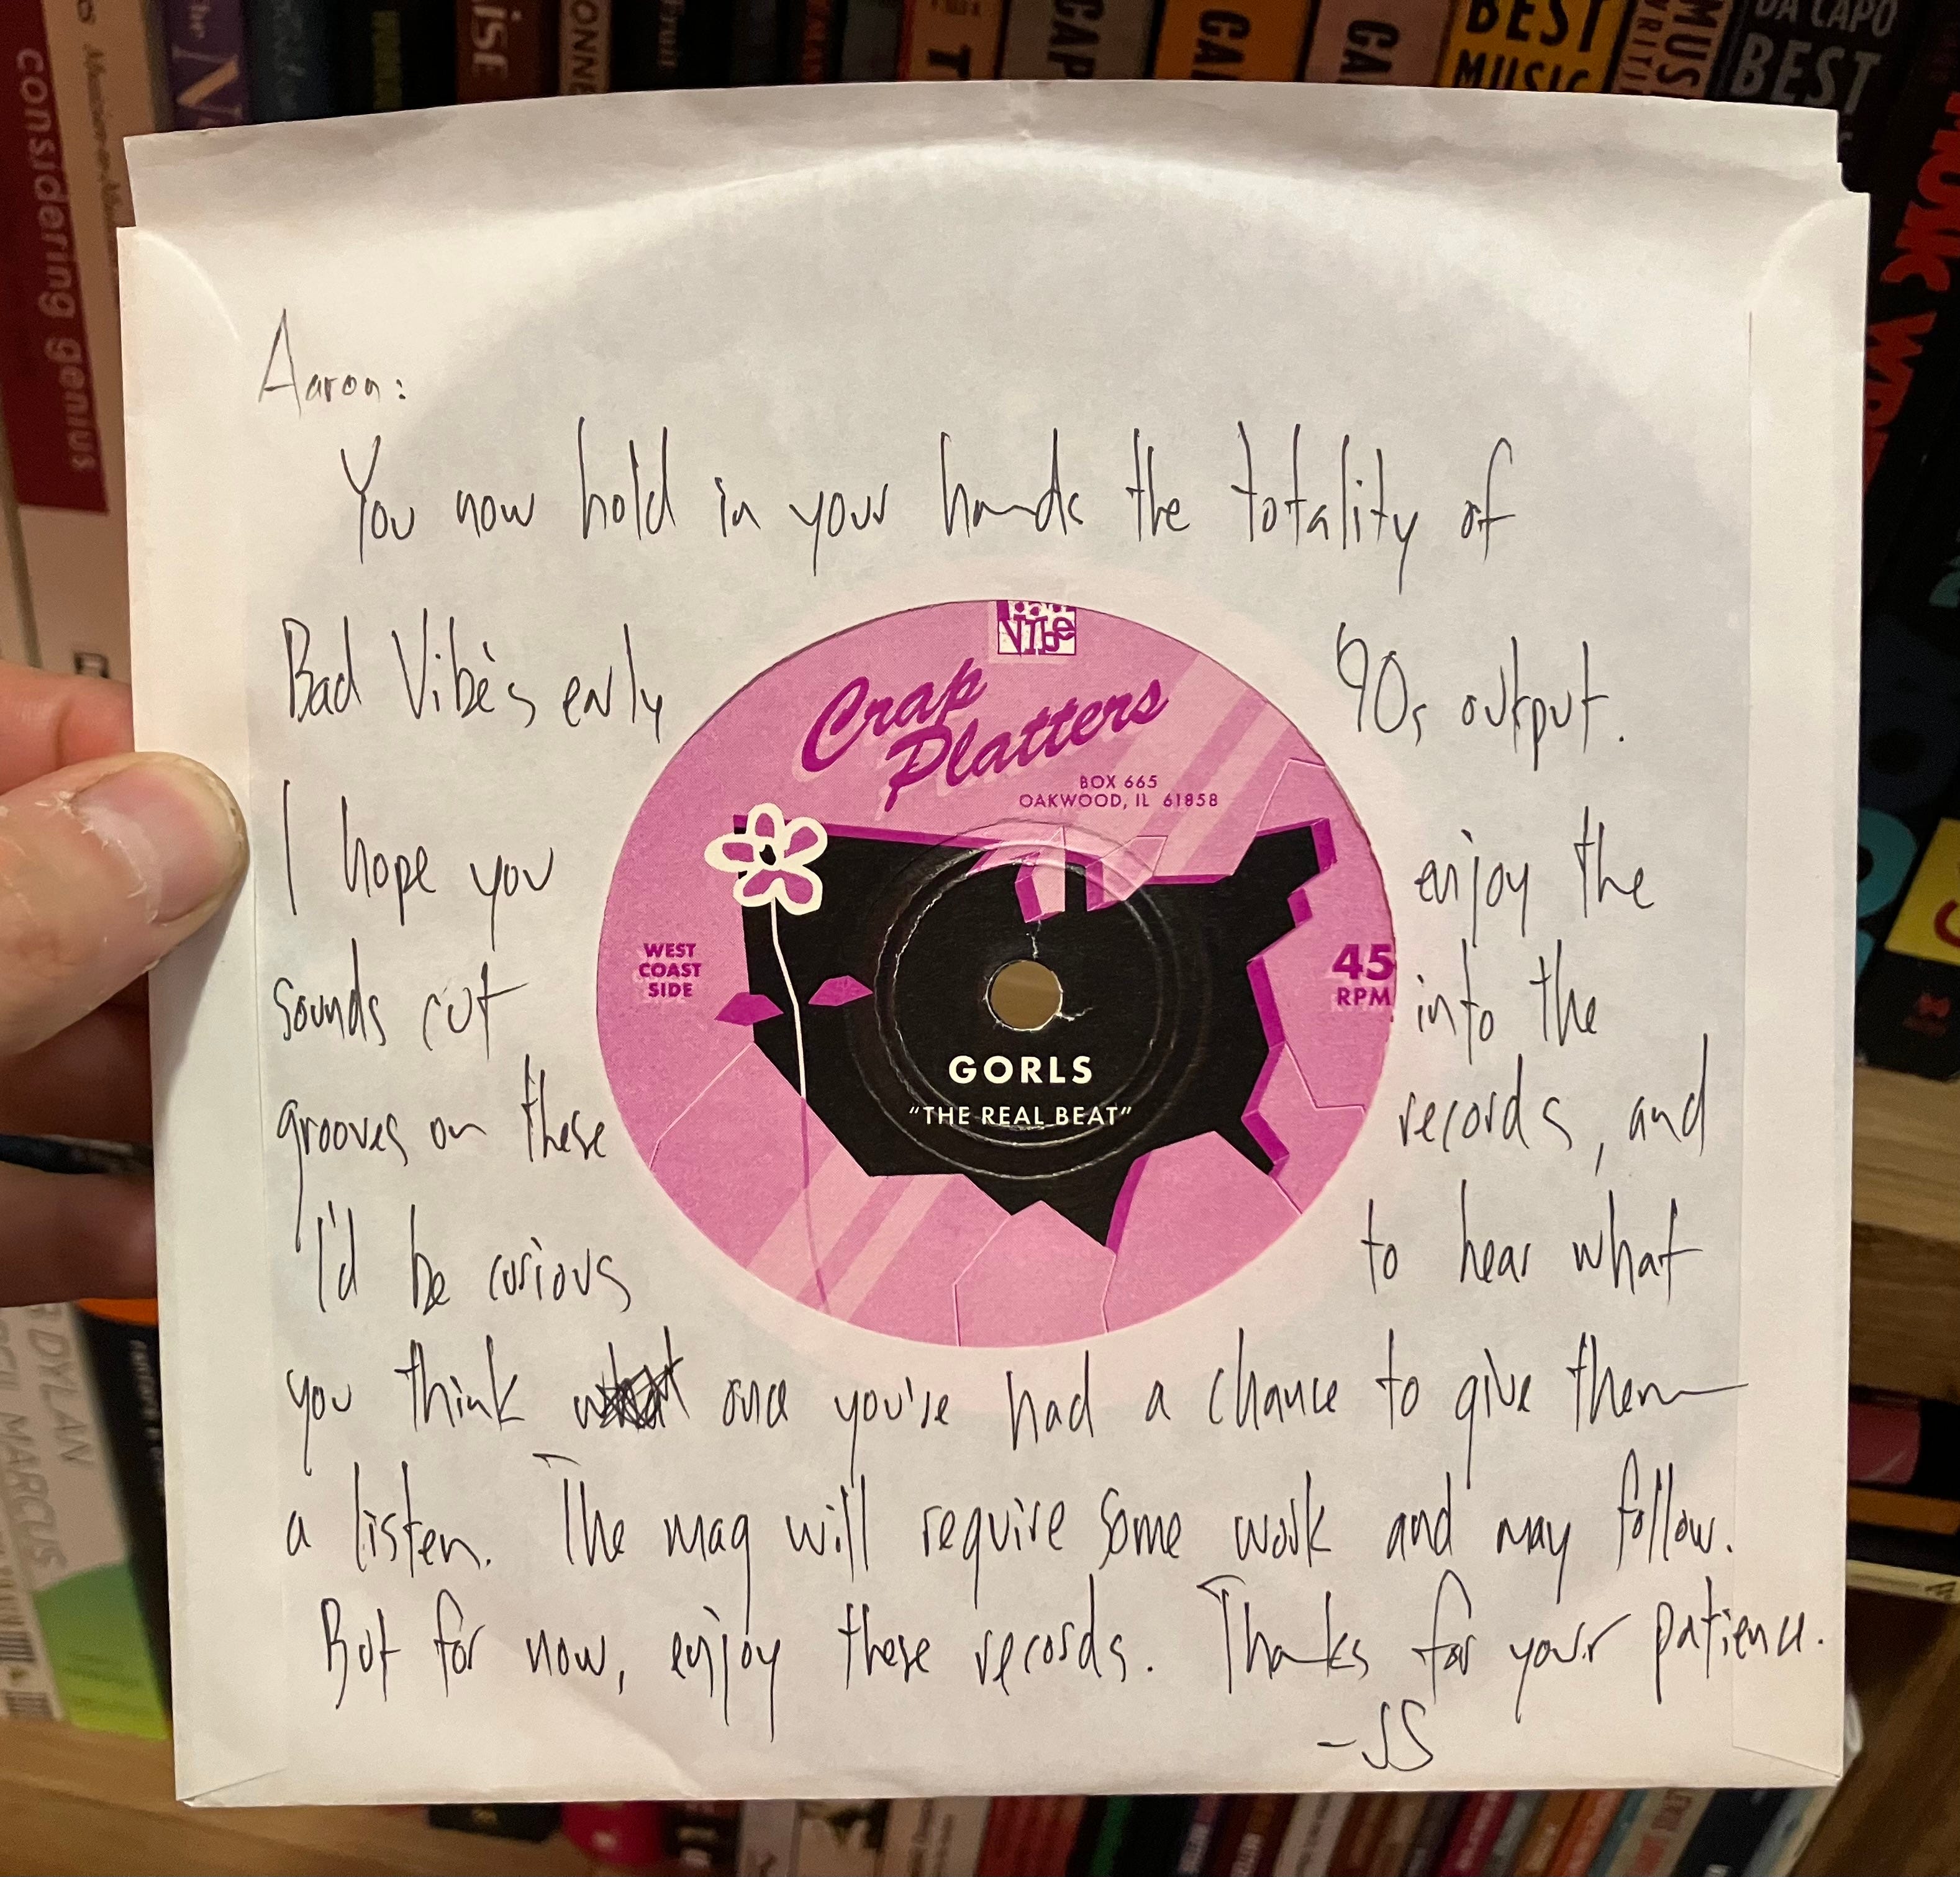 considering genius
CAPO
BEST
MUSIC
DA CAPO
BEST
Aaron:
You now hold in your hands the totality of
Bad Vibe's early 90s output.
I hope you enjoy the
sounds cut into the
grooves on these records, and
I'd be curious to hear what
you think what once you've had a chance to give them
a listen. The mag will require some work and may follow.
But for now, enjoy these records. Thanks for your patience.
-SS
bad
VIbe
Crap
Platters
BOX 665
OAKWOOD, IL 61858
WEST
COAST
SIDE
45
RPM
GORLS
"THE REAL BEAT"
DYLAN
MARCUS